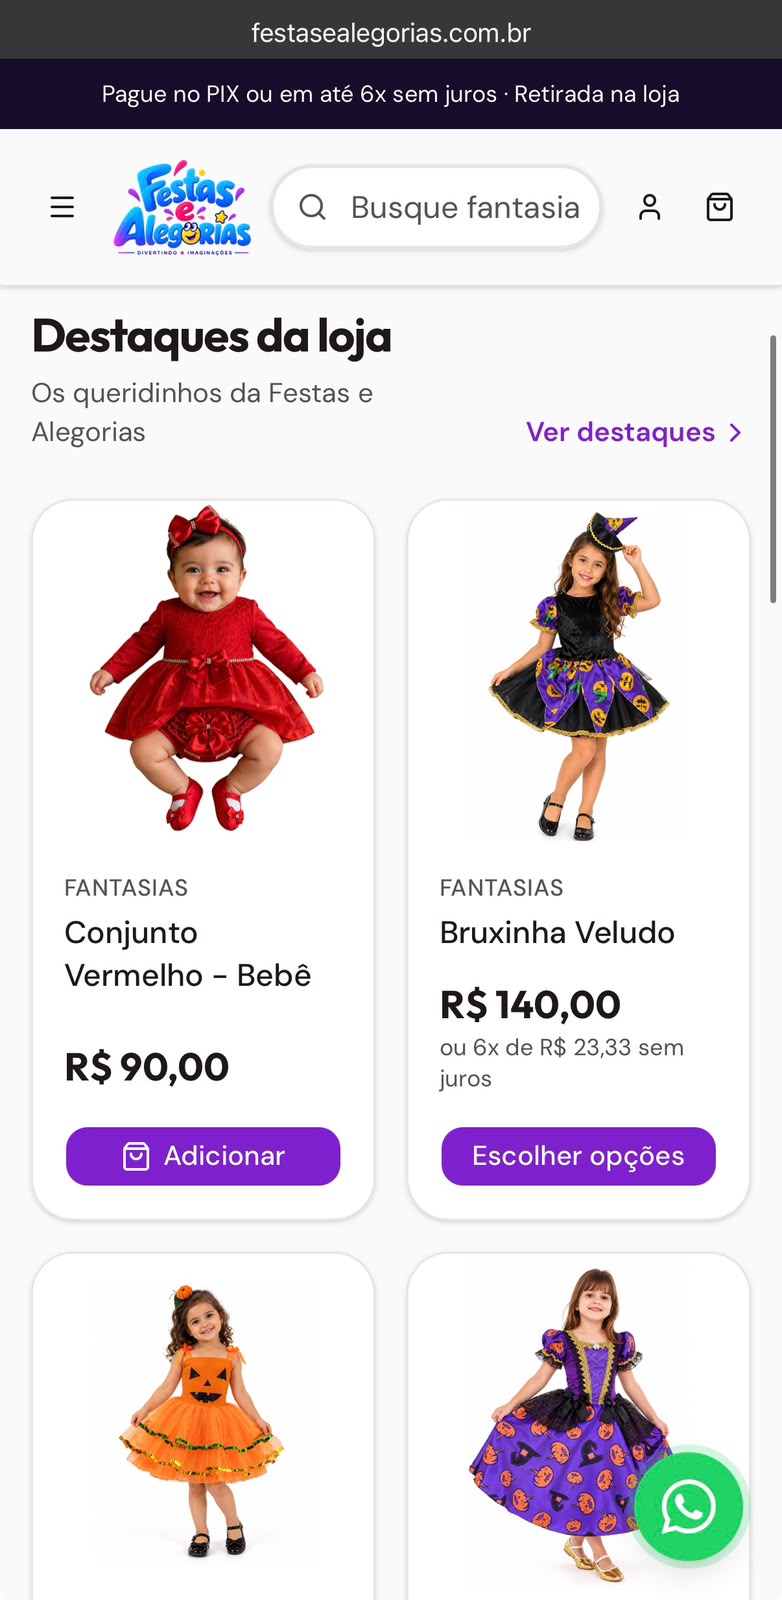 festasealegorias.com.br
Pague no PIX ou em até 6x sem juros · Retirada na loja
Festas
e
Alegorias
DIVERTINDO ★ IMAGINAÇÕES
Busque fantasia
Destaques da loja
Os queridinhos da Festas e
Alegorias
Ver destaques
FANTASIAS
Conjunto
Vermelho - Bebê
R$ 90,00
Adicionar
FANTASIAS
Bruxinha Veludo
R$ 140,00
ou 6x de R$ 23,33 sem
juros
Escolher opções